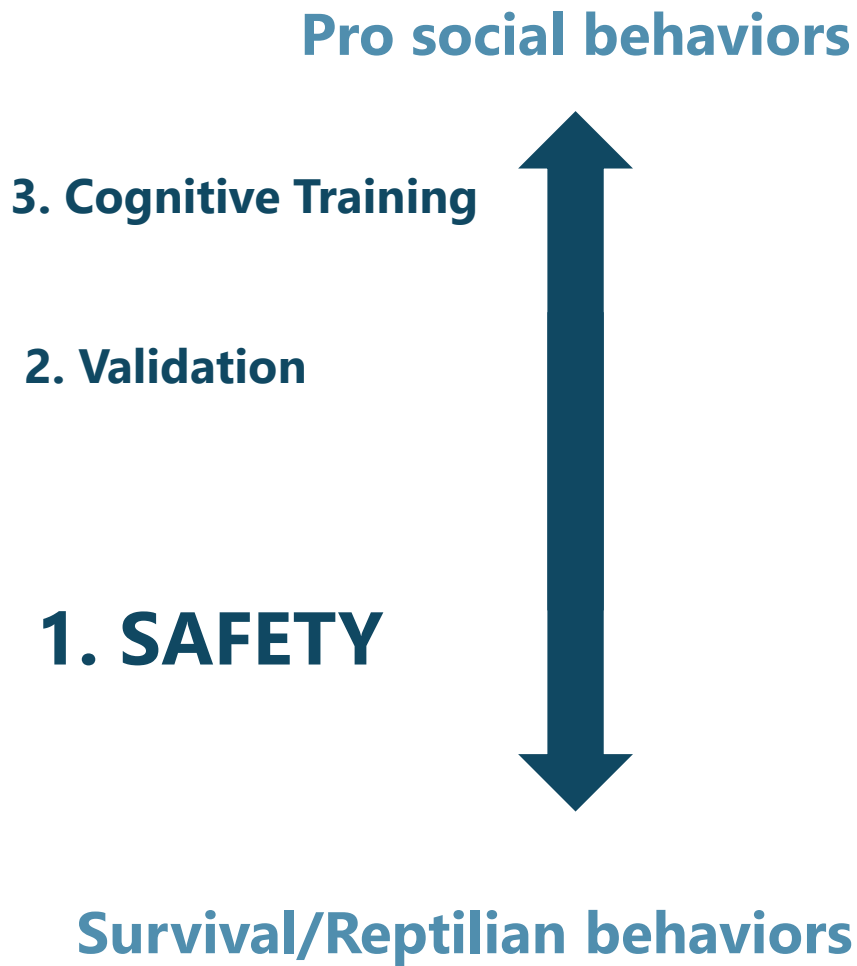 Pro social behaviors
3. Cognitive Training
2. Validation
1. SAFETY
Survival/Reptilian behaviors